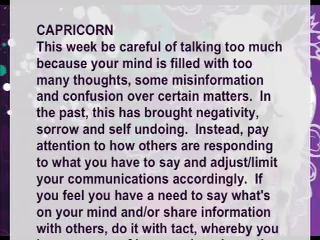 CAPRICORN
This week be careful of talking too much
because your mind is filled with too
many thoughts, some misinformation
and confusion over certain matters.  In
the past, this has brought negativity,
sorrow and self undoing.  Instead, pay
attention to how others are responding
to what you have to say and adjust/limit
your communications accordingly.  If
you feel you have a need to say what's
on your mind and/or share information
with others, do it with tact, whereby you